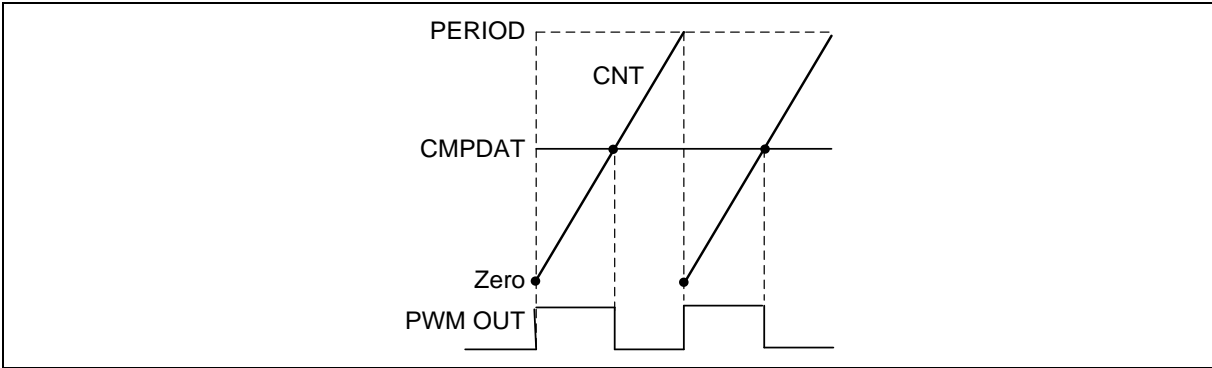 PERIOD
CNT
CMPDAT
Zero
PWM OUT